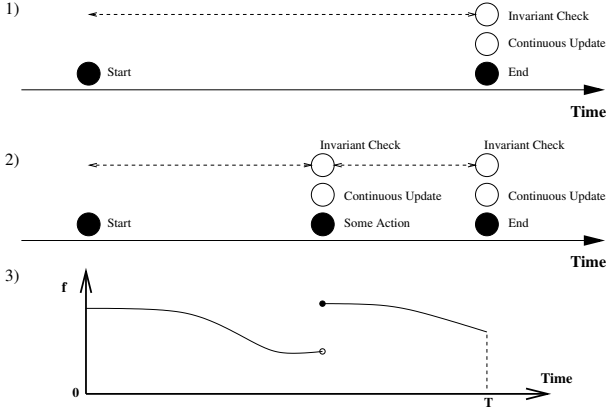 1)
Invariant Check
Continuous Update
Start
End
Time
2)
Invariant Check
Invariant Check
Continuous Update
Continuous Update
Start
Some Action
End
Time
3)
f
Time
0
T